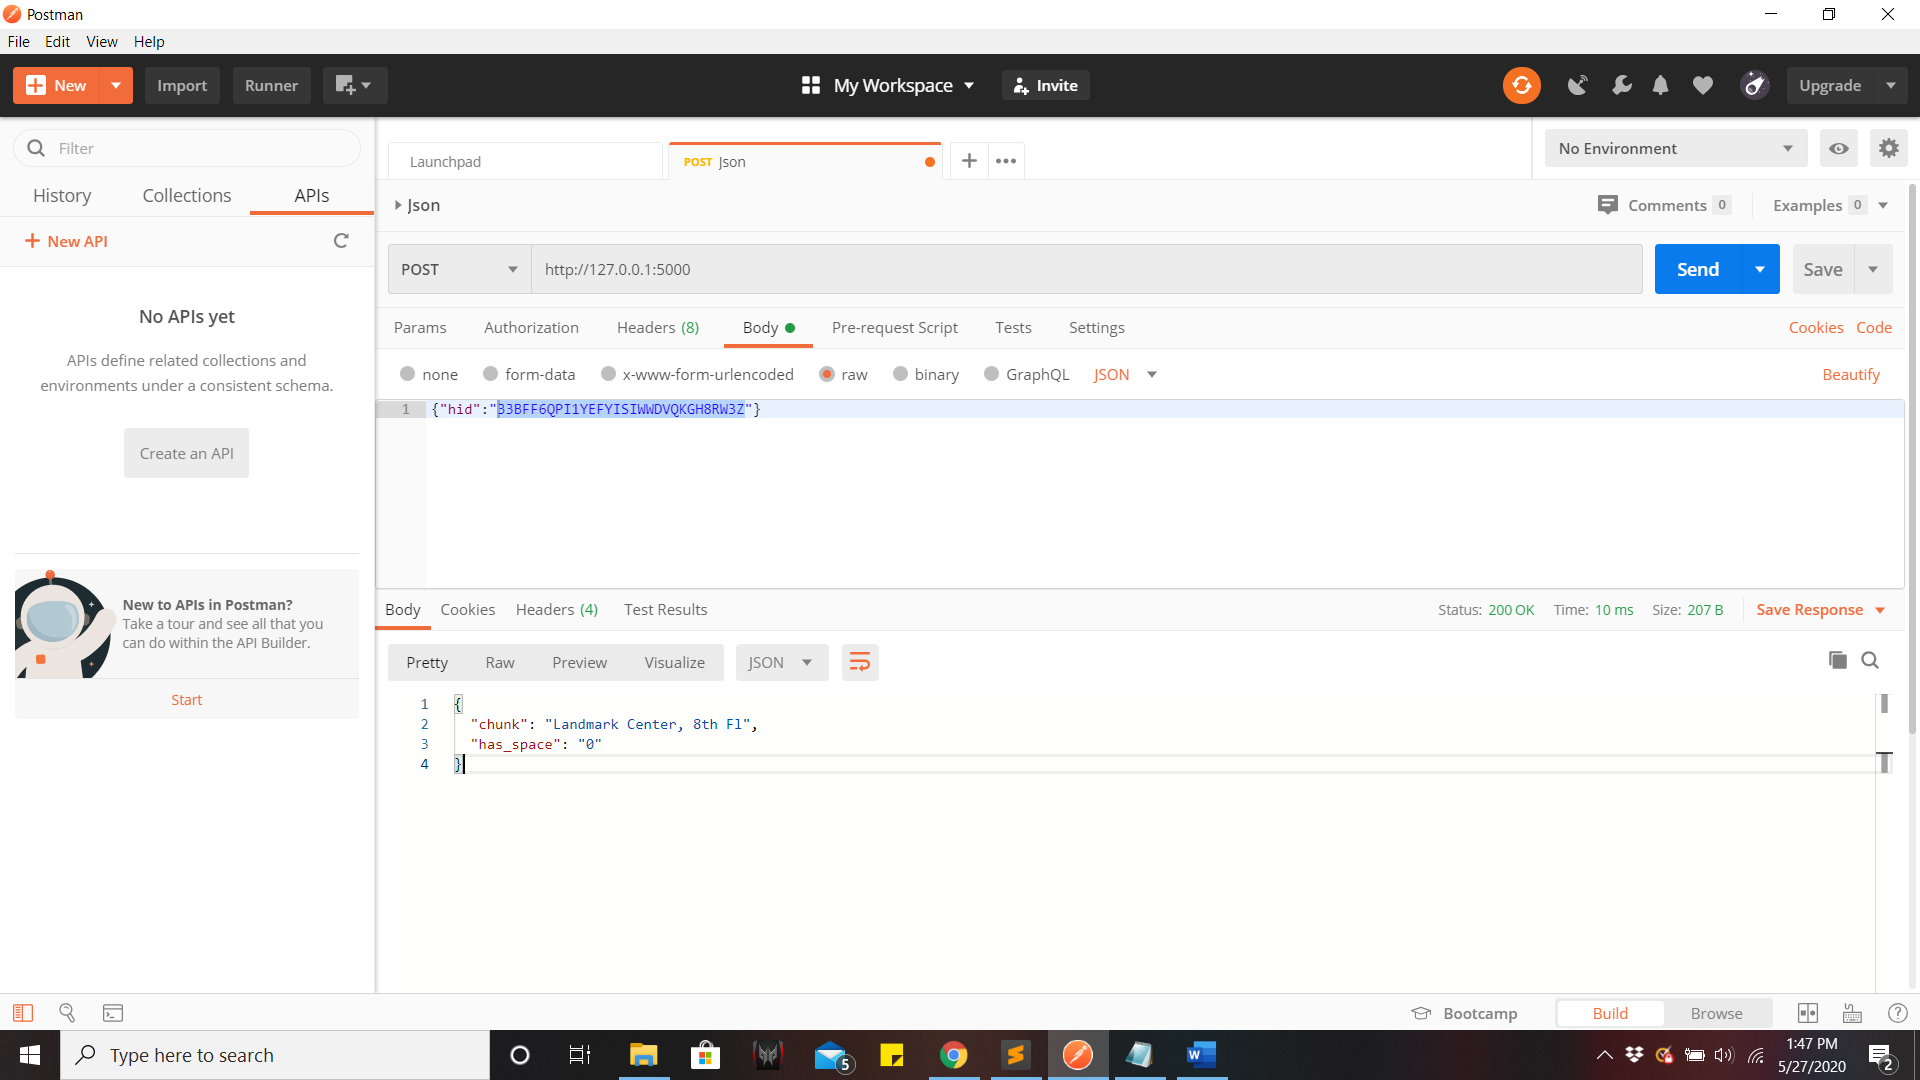 Postman
File Edit View Help
New Import Runner My Workspace Invite Upgrade
Filter
History Collections APIs
New API
No APIs yet
APIs define related collections and
environments under a consistent schema.
Create an API
New to APIs in Postman?
Take a tour and see all that you
can do within the API Builder.
Start
Launchpad POST Json No Environment
Json Comments 0 Examples 0
POST http://127.0.0.1:5000 Send Save
Params Authorization Headers (8) Body Pre-request Script Tests Settings Cookies Code
none form-data x-www-form-urlencoded raw binary GraphQL JSON Beautify
1 {"hid":"33BFF6QPI1YEFYISIWWDVQKGH8RW3Z"}
Body Cookies Headers (4) Test Results Status: 200 OK Time: 10 ms Size: 207 B Save Response
Pretty Raw Preview Visualize JSON
1 {
2 "chunk": "Landmark Center, 8th Fl",
3 "has_space": "0"
4 }
Bootcamp Build Browse
Type here to search 5 1:47 PM
5/27/2020 2